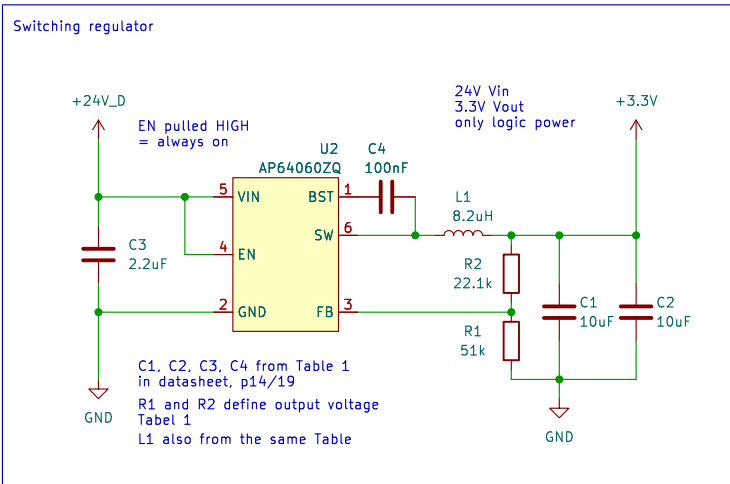 Switching regulator
+24V_D
EN pulled HIGH
= always on
24V Vin
3.3V Vout
only logic power
+3.3V
U2
AP64060ZQ
C4
100nF
5
VIN
BST
1
L1
8.2uH
SW
6
C3
2.2uF
4
EN
R2
22.1k
2
GND
FB
3
C1
10uF
C2
10uF
R1
51k
C1, C2, C3, C4 from Table 1
in datasheet, p14/19
R1 and R2 define output voltage
Tabel 1
L1 also from the same Table
GND
GND